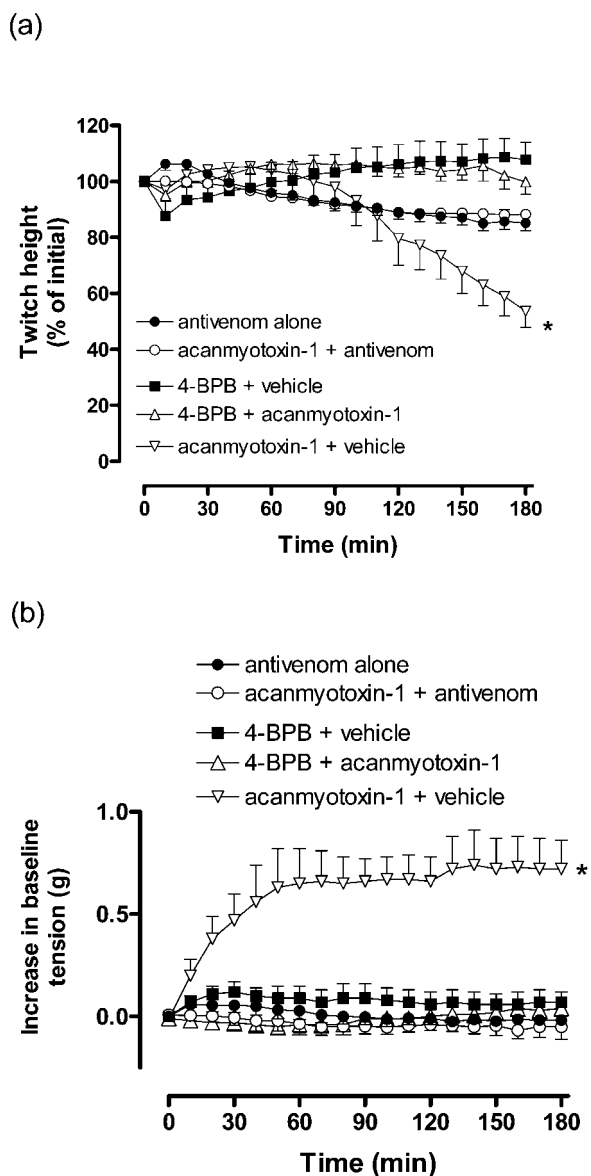 (a)
120
100
80
60
40
20
0
Twitch height
(% of initial)
antivenom alone
acanmyotoxin-1 + antivenom
4-BPB + vehicle
4-BPB + acanmyotoxin-1
acanmyotoxin-1 + vehicle
*
0 30 60 90 120 150 180
Time (min)
(b)
antivenom alone
acanmyotoxin-1 + antivenom
4-BPB + vehicle
4-BPB + acanmyotoxin-1
acanmyotoxin-1 + vehicle
1.0
0.5
0.0
Increase in baseline
tension (g)
*
0 30 60 90 120 150 180
Time (min)